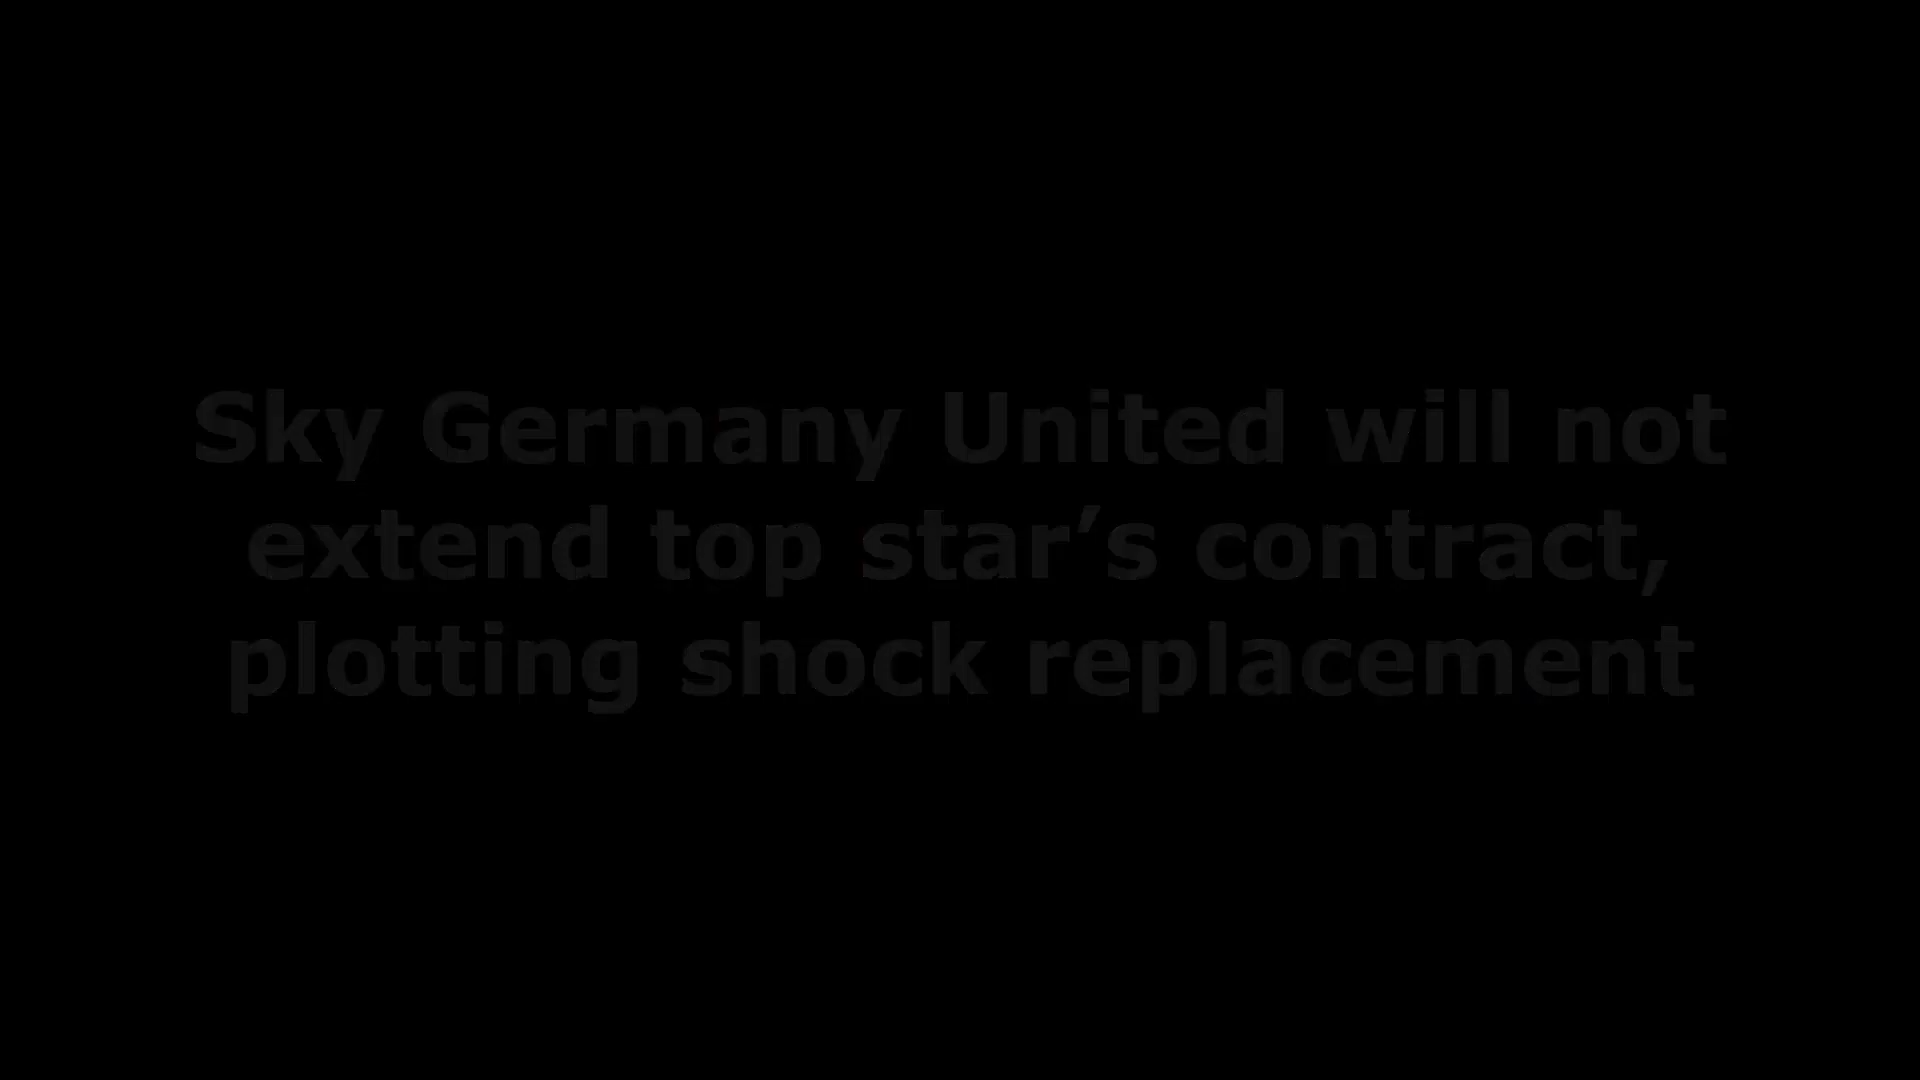 Sky Germany United will not
extend top star’s contract,
plotting shock replacement